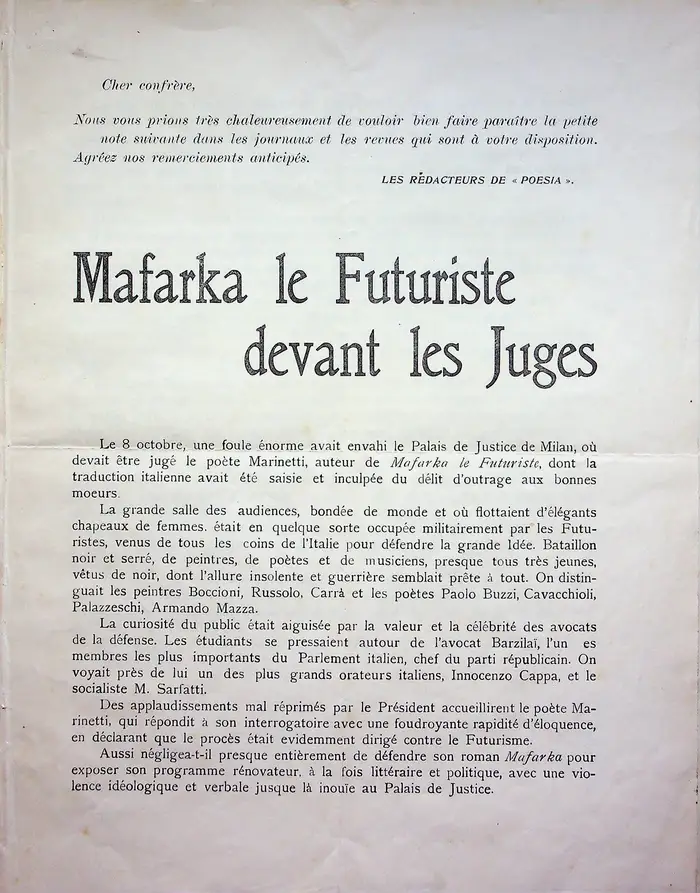 Cher confrère,
Nous vous prions très chaleureusement de vouloir bien faire paraître la petite
note suivante dans les journaux et les revues qui sont à votre disposition.
Agréez nos remerciements anticipés.
LES RÉDACTEURS DE « POESIA ».
Mafarka le Futuriste
devant les Juges
Le 8 octobre, une foule énorme avait envahi le Palais de Justice de Milan, où
devait être jugé le poète Marinetti, auteur de Mafarka le Futuriste, dont la
traduction italienne avait été saisie et inculpée du délit d'outrage aux bonnes
moeurs.
La grande salle des audiences, bondée de monde et où flottaient d'élégants
chapeaux de femmes. était en quelque sorte occupée militairement par les Futu-
ristes, venus de tous les coins de l'Italie pour défendre la grande Idée. Bataillon
noir et serré, de peintres, de poètes et de musiciens, presque tous très jeunes,
vêtus de noir, dont l'allure insolente et guerrière semblait prête à tout. On distin-
guait les peintres Boccioni, Russolo, Carrà et les poètes Paolo Buzzi, Cavacchioli,
Palazzeschi, Armando Mazza.
La curiosité du public était aiguisée par la valeur et la célébrité des avocats
de la défense. Les étudiants se pressaient autour de l'avocat Barzilaï, l'un es
membres les plus importants du Parlement italien, chef du parti républicain. On
voyait près de lui un des plus grands orateurs italiens, Innocenzo Cappa, et le
socialiste M. Sarfatti.
Des applaudissements mal réprimés par le Président accueillirent le poète Ma-
rinetti, qui répondit à son interrogatoire avec une foudroyante rapidité d'éloquence,
en déclarant que le procès était evidemment dirigé contre le Futurisme.
Aussi négligea-t-il presque entièrement de défendre son roman Mafarka pour
exposer son programme rénovateur, à la fois littéraire et politique, avec une vio-
lence idéologique et verbale jusque là inouïe au Palais de Justice.